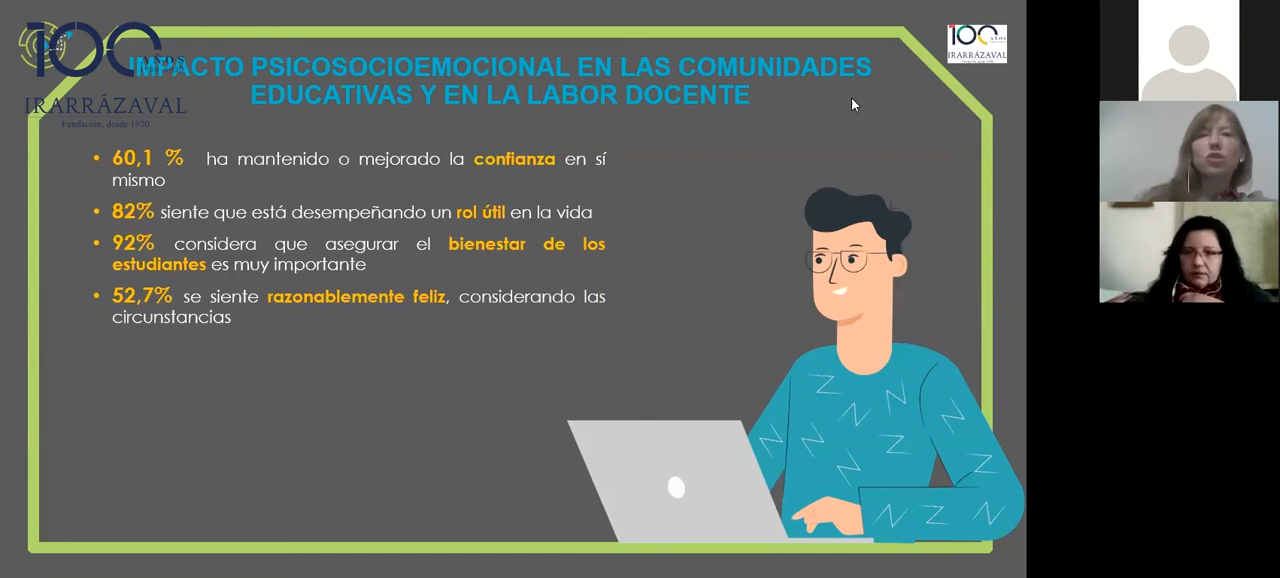 100
AÑOS
IRARRÁZAVAL
Fundación, desde 1920
IMPACTO PSICOSOCIOEMOCIONAL EN LAS COMUNIDADES
EDUCATIVAS Y EN LA LABOR DOCENTE
100 AÑOS
IRARRÁZAVAL
• 60,1 % ha mantenido o mejorado la confianza en sí
mismo
• 82% siente que está desempeñando un rol útil en la vida
• 92% considera que asegurar el bienestar de los
estudiantes es muy importante
• 52,7% se siente razonablemente feliz, considerando las
circunstancias